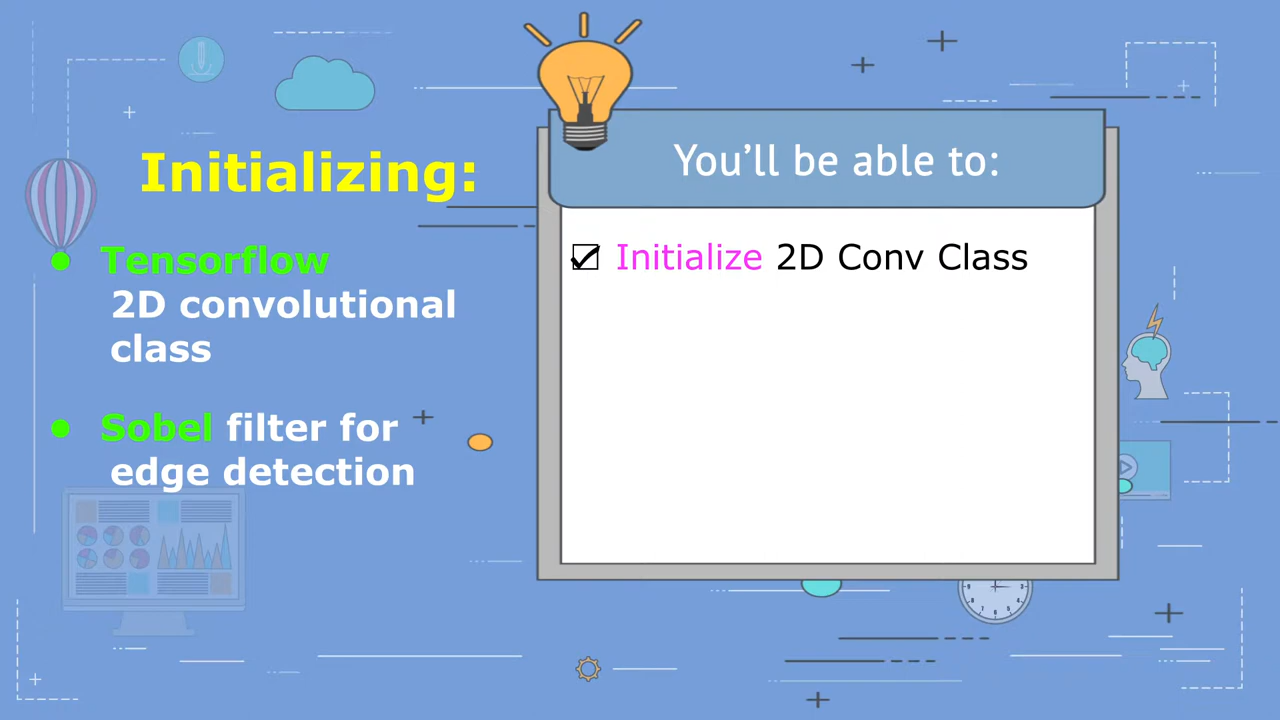 Initializing:
● Tensorflow
2D convolutional
class
● Sobel filter for
edge detection
You’ll be able to:
☑ Initialize 2D Conv Class